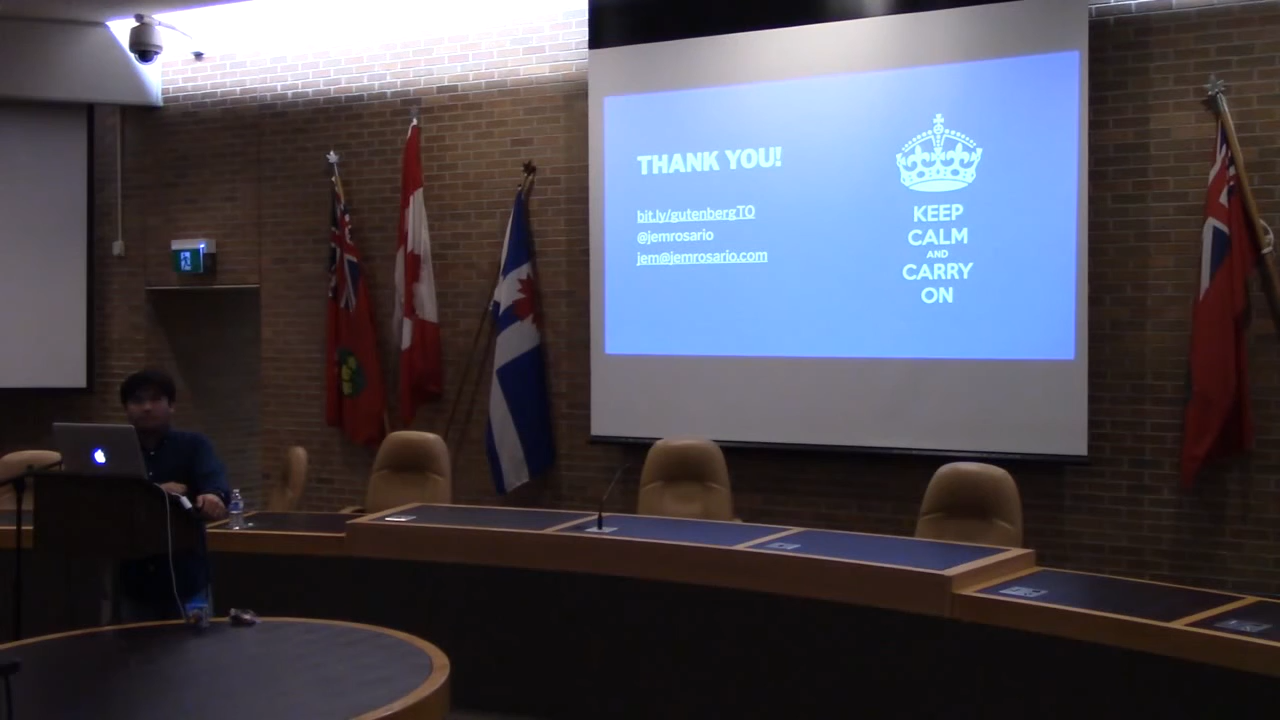 THANK YOU!
bit.ly/gutenbergTO
@jemrosario
jem@jemrosario.com
KEEP
CALM
AND
CARRY
ON